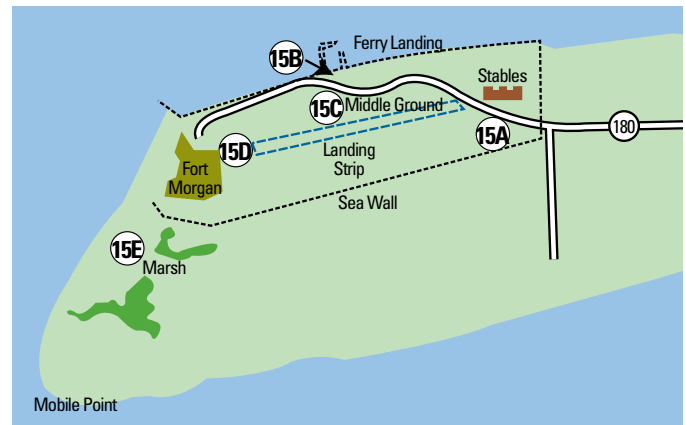 Ferry Landing
15B
Stables
15C
Middle Ground
180
15A
15D
Landing
Strip
Fort
Morgan
Sea Wall
15E
Marsh
Mobile Point